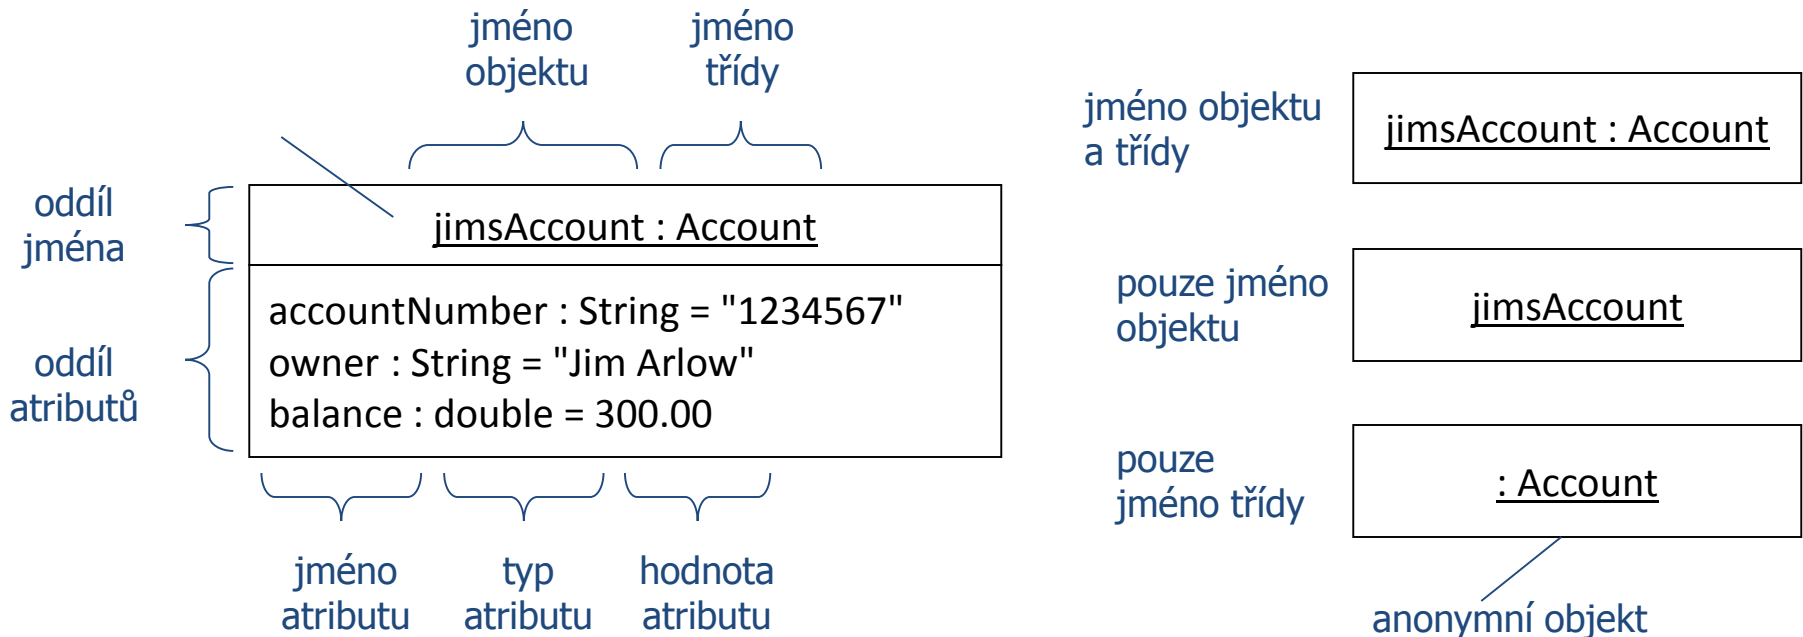 jméno
objektu
jméno
třídy
oddíl
jména
jimsAccount : Account
oddíl
atributů
accountNumber : String = "1234567"
owner : String = "Jim Arlow"
balance : double = 300.00
jméno
atributu
typ
atributu
hodnota
atributu
jméno objektu
a třídy
jimsAccount : Account
pouze jméno
objektu
jimsAccount
pouze
jméno třídy
: Account
anonymní objekt